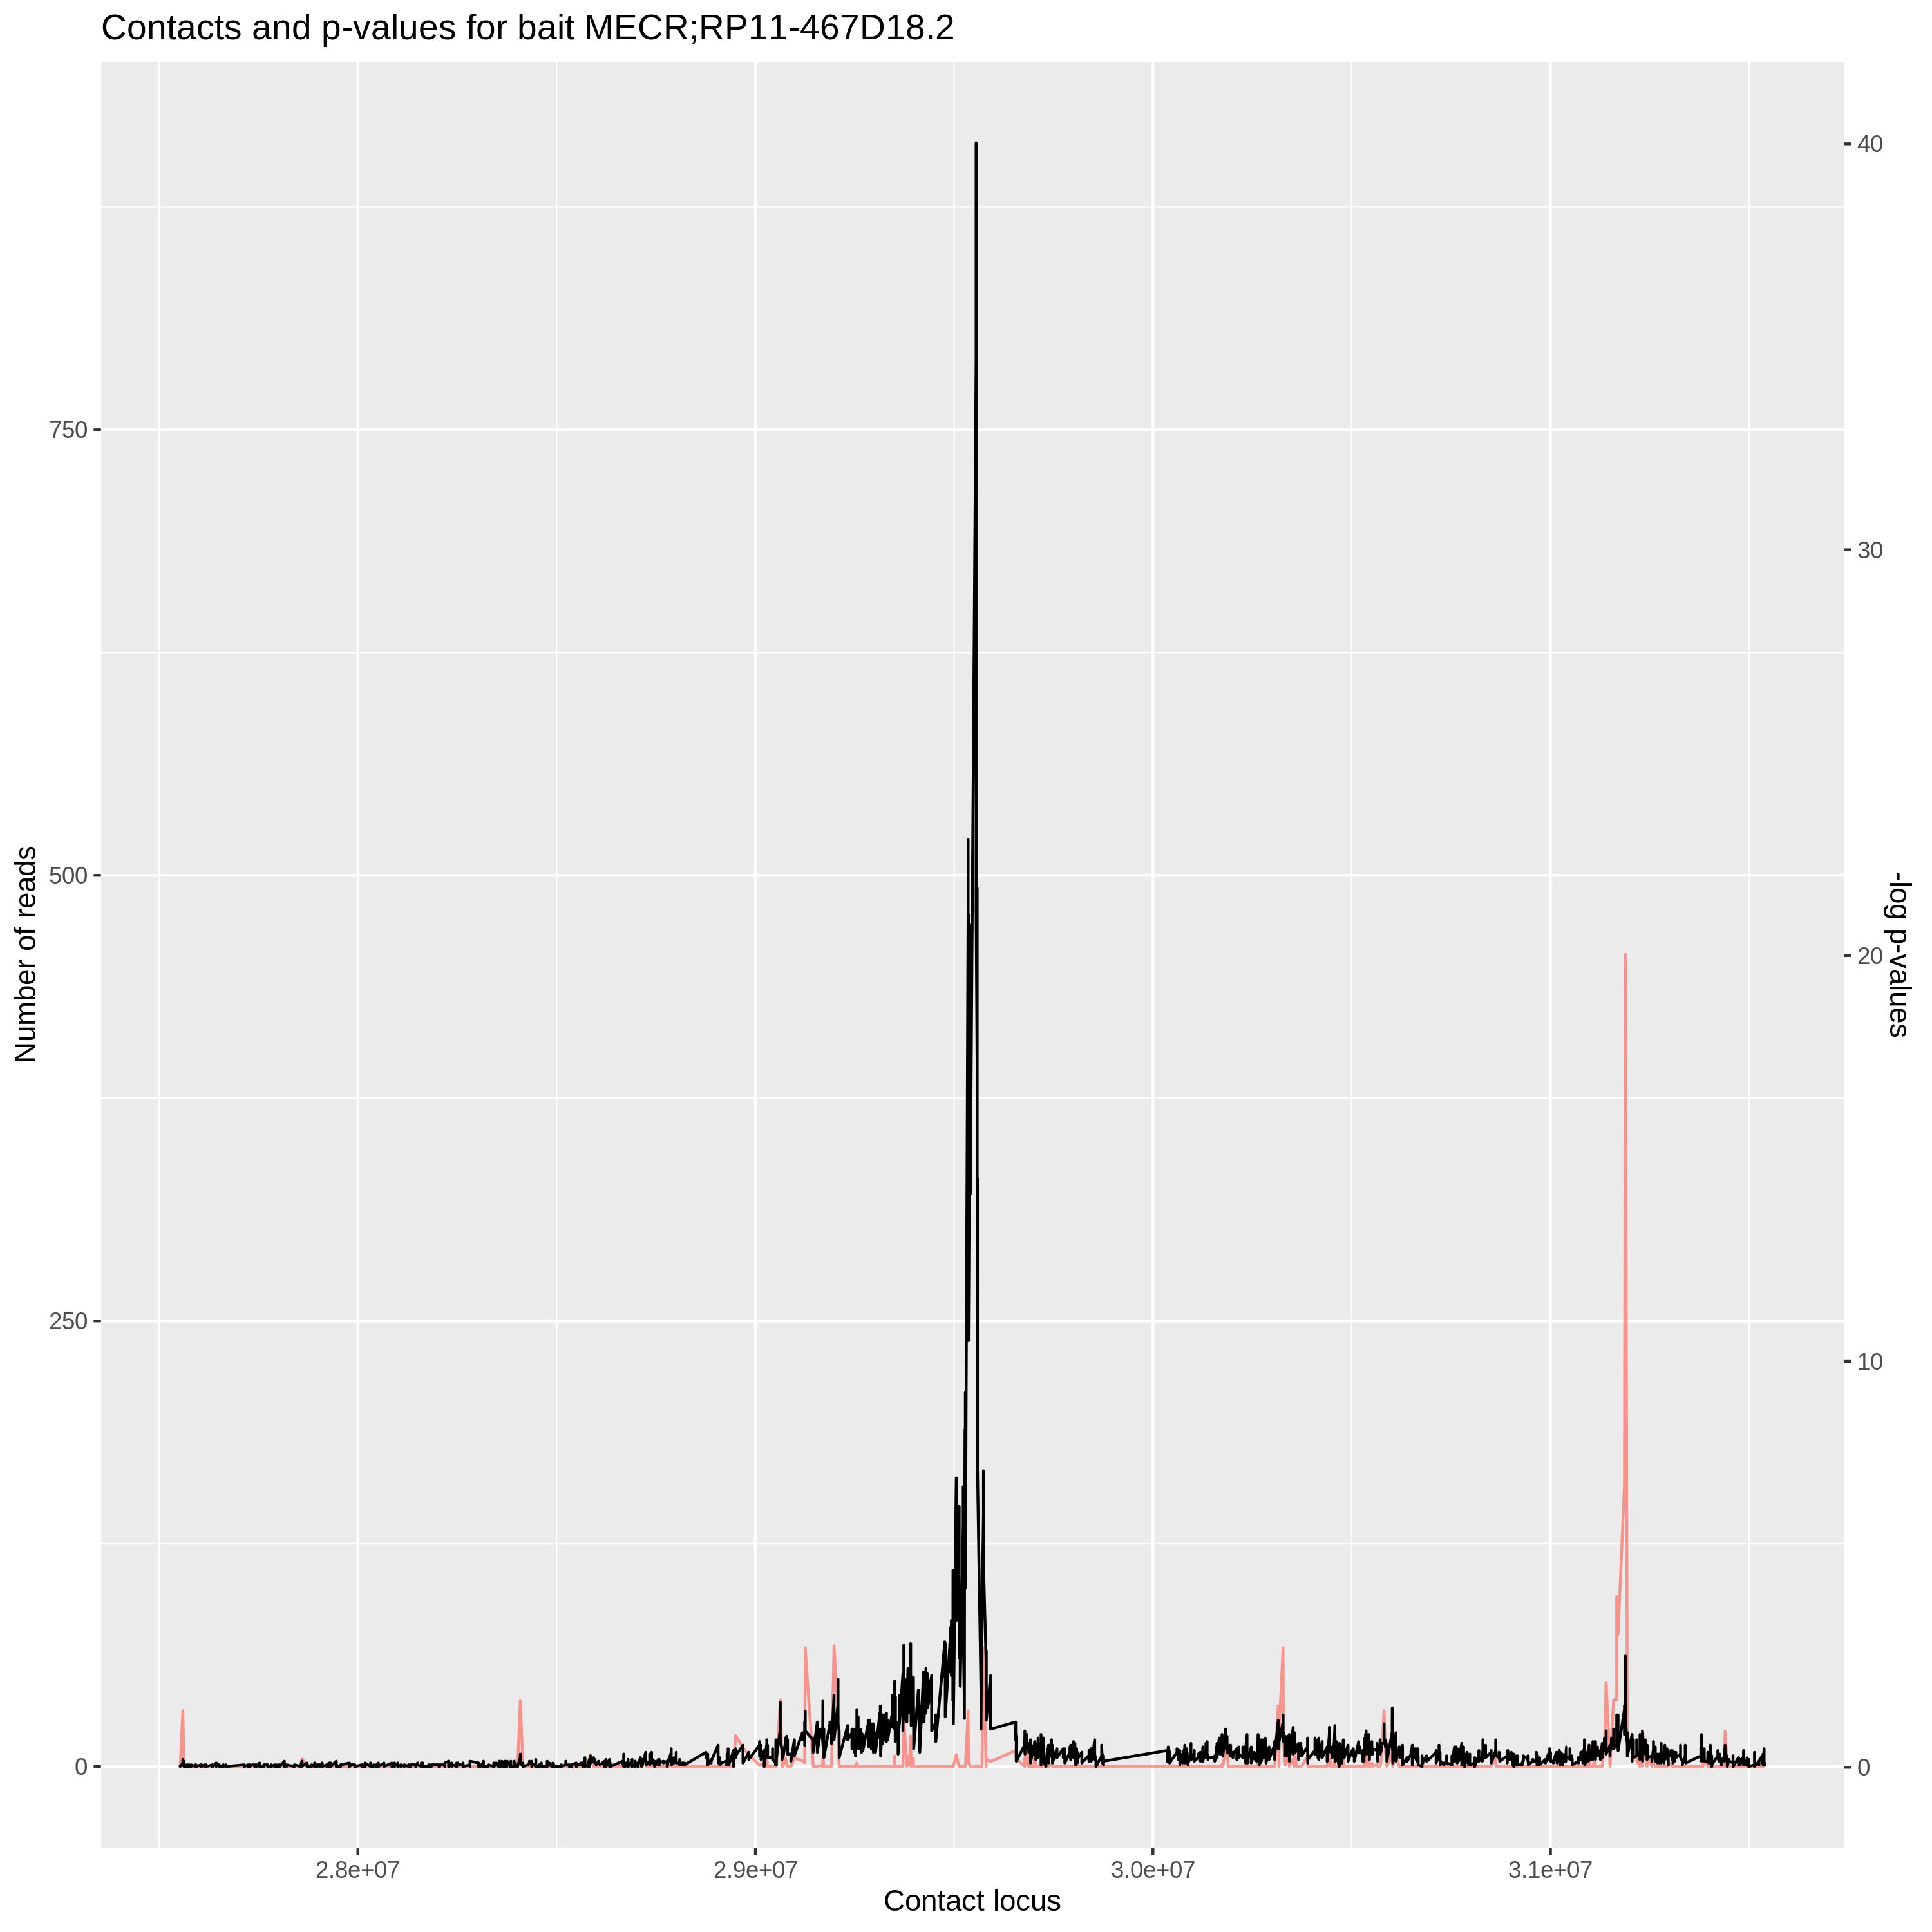 Contacts and p-values for bait MECR;RP11-467D18.2
40
750
30
Number of reads
500
-log p-values
20
250
10
0
0
2.8e+07
2.9e+07
3.0e+07
3.1e+07
Contact locus